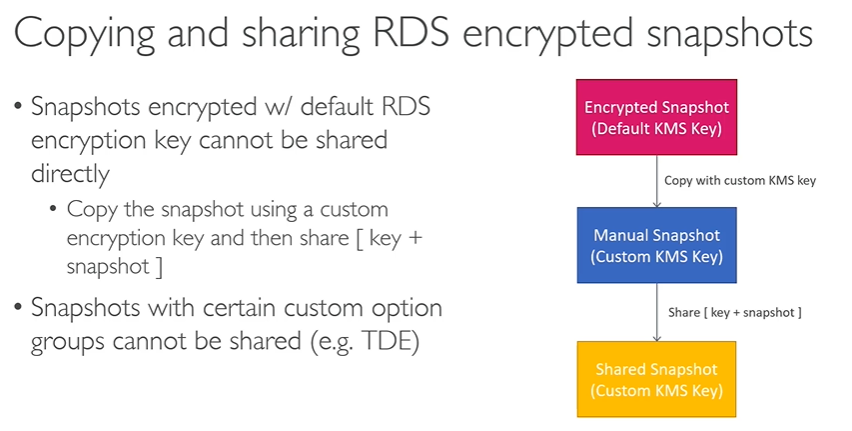 Copying and sharing RDS encrypted snapshots
• Snapshots encrypted w/ default RDS
encryption key cannot be shared
directly
• Copy the snapshot using a custom
encryption key and then share [ key +
snapshot ]
• Snapshots with certain custom option
groups cannot be shared (e.g. TDE)
Encrypted Snapshot
(Default KMS Key)
Copy with custom KMS key
Manual Snapshot
(Custom KMS Key)
Share [ key + snapshot ]
Shared Snapshot
(Custom KMS Key)